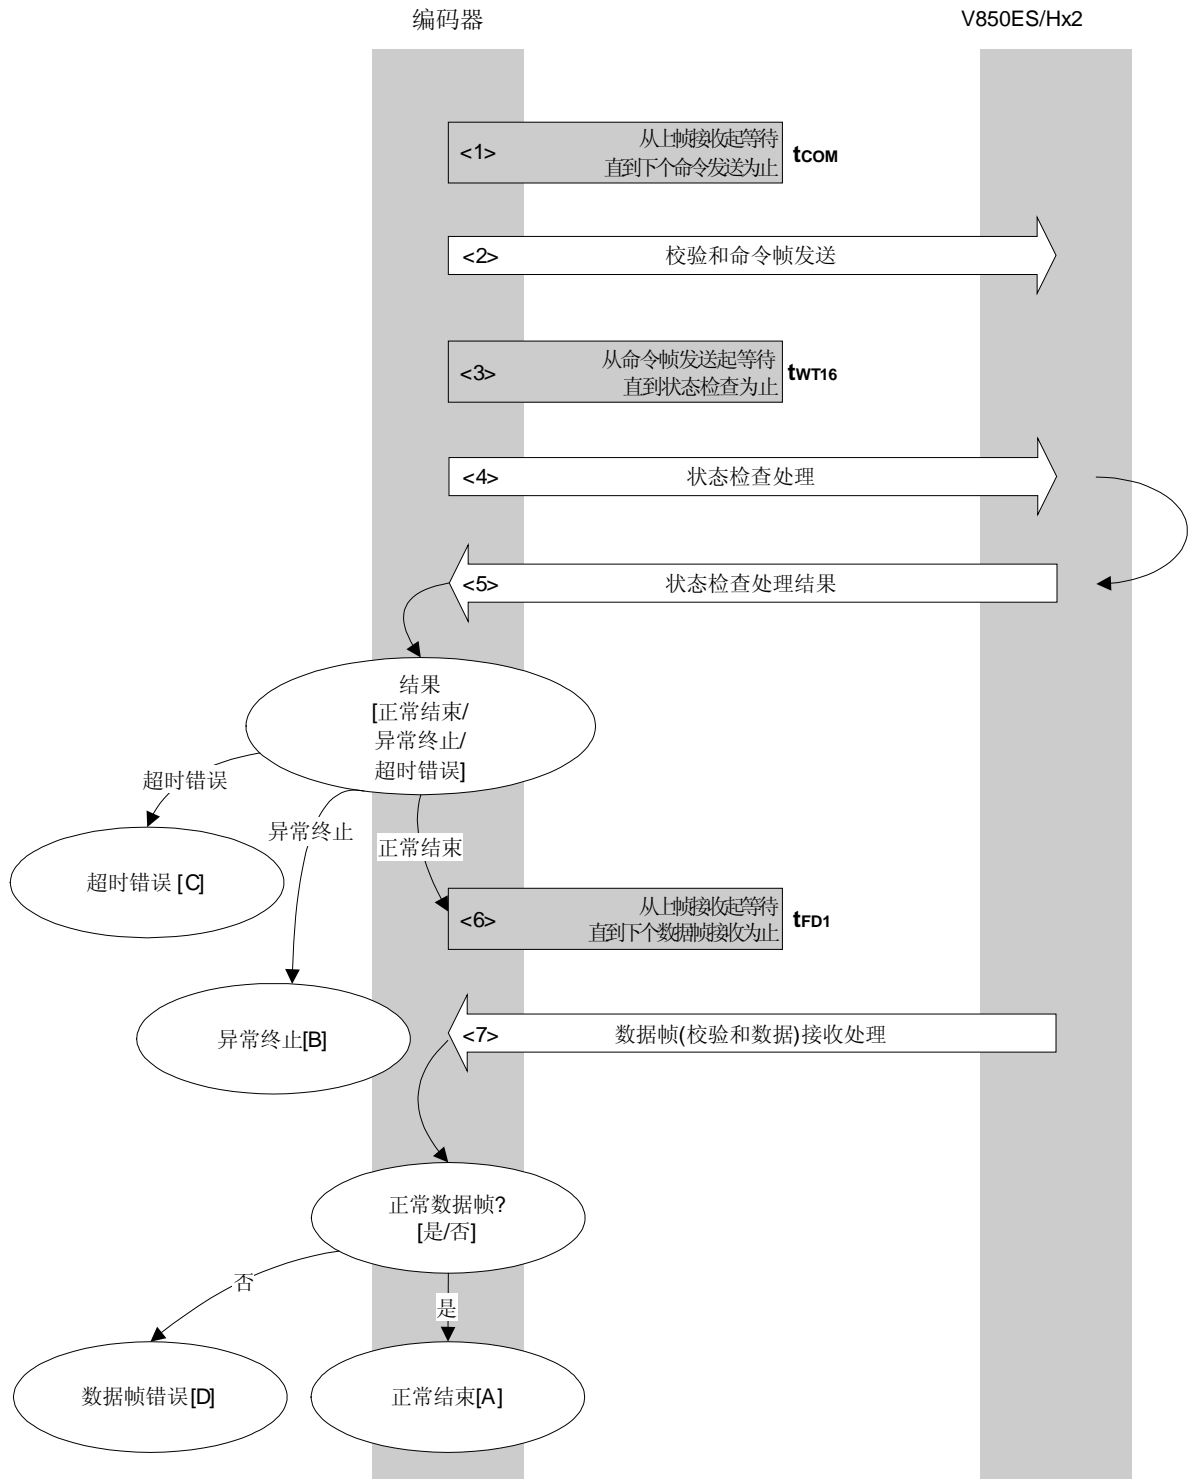 编码器
V850ES/Hx2
<1>
从上帧接收起等待
直到下个命令发送为止
tCOM
<2>
校验和命令帧发送
<3>
从命令帧发送起等待
直到状态检查为止
tWT16
<4>
状态检查处理
<5>
状态检查处理结果
结果
[正常结束/
异常终止/
超时错误]
超时错误
异常终止
正常结束
超时错误 [C]
<6>
从上帧接收起等待
直到下个数据帧接收为止
tFD1
异常终止[B]
<7>
数据帧(校验和数据)接收处理
正常数据帧?
[是/否]
否
是
数据帧错误[D]
正常结束[A]